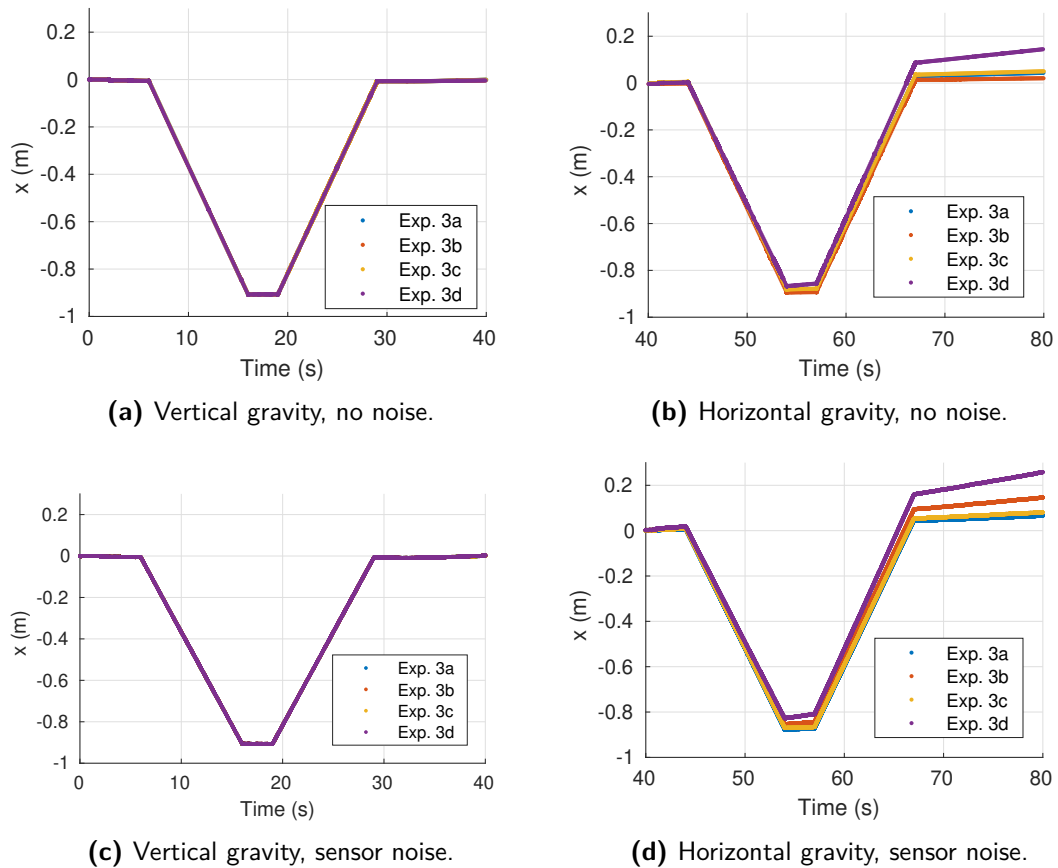 0.2
0
-0.2
-0.4
-0.6
-0.8
-1
x (m)
0 10 20 30 40
Time (s)
Exp. 3a
Exp. 3b
Exp. 3c
Exp. 3d
(a) Vertical gravity, no noise.
0.2
0
-0.2
-0.4
-0.6
-0.8
-1
x (m)
40 50 60 70 80
Time (s)
Exp. 3a
Exp. 3b
Exp. 3c
Exp. 3d
(b) Horizontal gravity, no noise.
0.2
0
-0.2
-0.4
-0.6
-0.8
-1
x (m)
0 10 20 30 40
Time (s)
Exp. 3a
Exp. 3b
Exp. 3c
Exp. 3d
(c) Vertical gravity, sensor noise.
0.2
0
-0.2
-0.4
-0.6
-0.8
-1
x (m)
40 50 60 70 80
Time (s)
Exp. 3a
Exp. 3b
Exp. 3c
Exp. 3d
(d) Horizontal gravity, sensor noise.